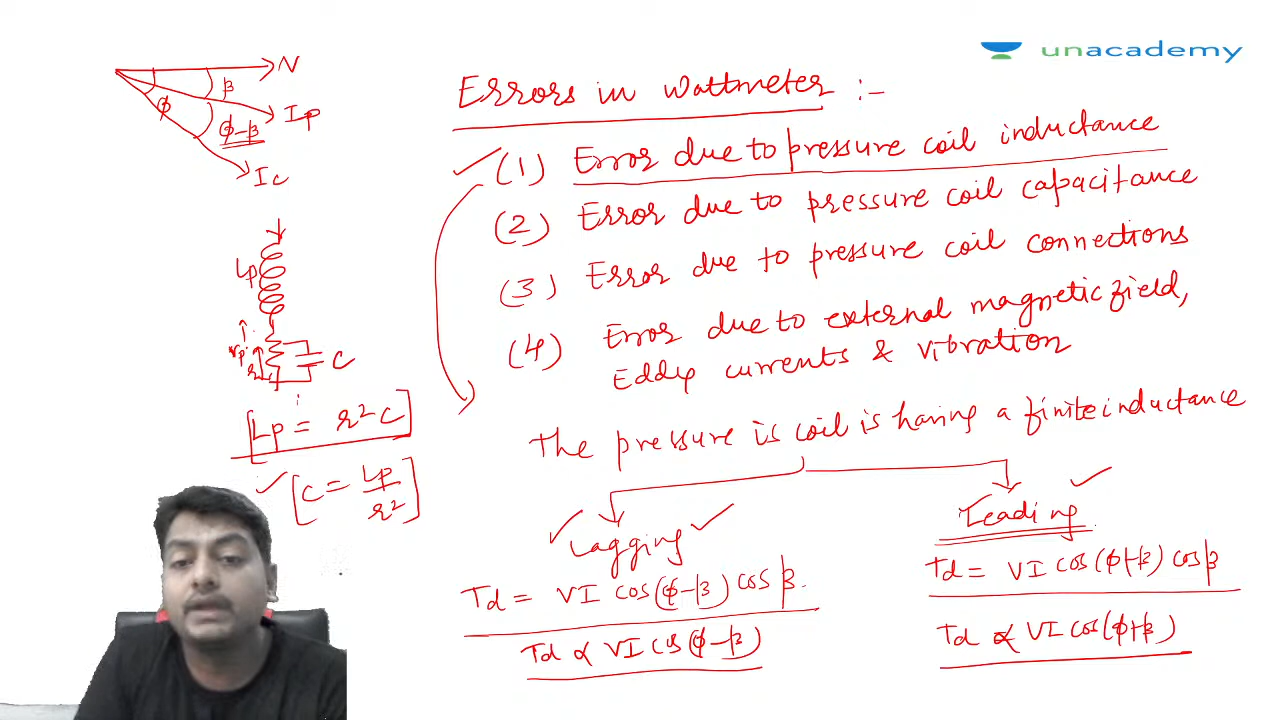 unacademy
Errors in wattmeter :-
(1) Error due to pressure coil inductance
(2) Error due to pressure coil capacitance
(3) Error due to pressure coil connections
(4) Error due to external magnetic field,
Eddy currents & vibration
The pressure is coil is having a finite inductance
Lagging
Td = VI cos(ϕ-β) cos β.
Td ∝ VI cos(ϕ-β)
Leading
Td = VI cos(ϕ+β) cos β
Td ∝ VI cos(ϕ+β)
V
β
ϕ
Ip
ϕ-β
Ic
Lp
rp
r
C
[Lp = r²c]
[C = Lp/r²]